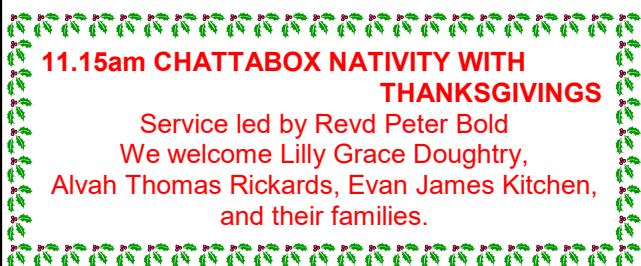 11.15am CHATTABOX NATIVITY WITH
THANKSGIVINGS
Service led by Revd Peter Bold
We welcome Lilly Grace Doughtry,
Alvah Thomas Rickards, Evan James Kitchen,
and their families.